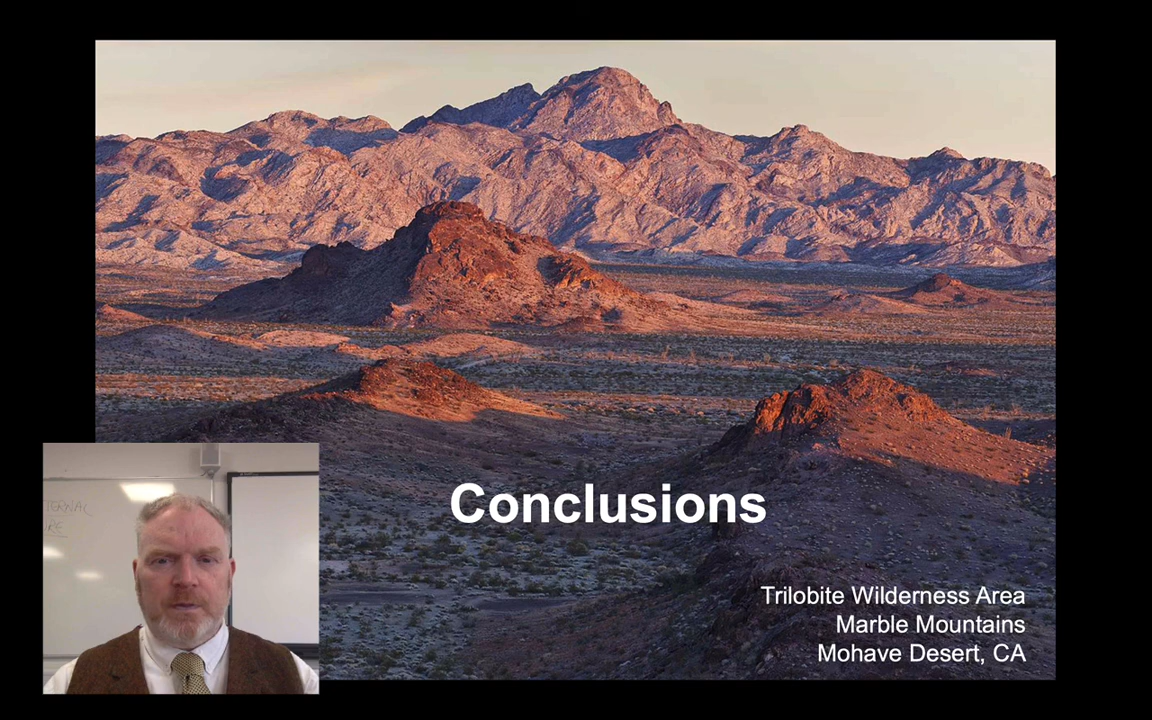 Conclusions
Trilobite Wilderness Area
Marble Mountains
Mohave Desert, CA